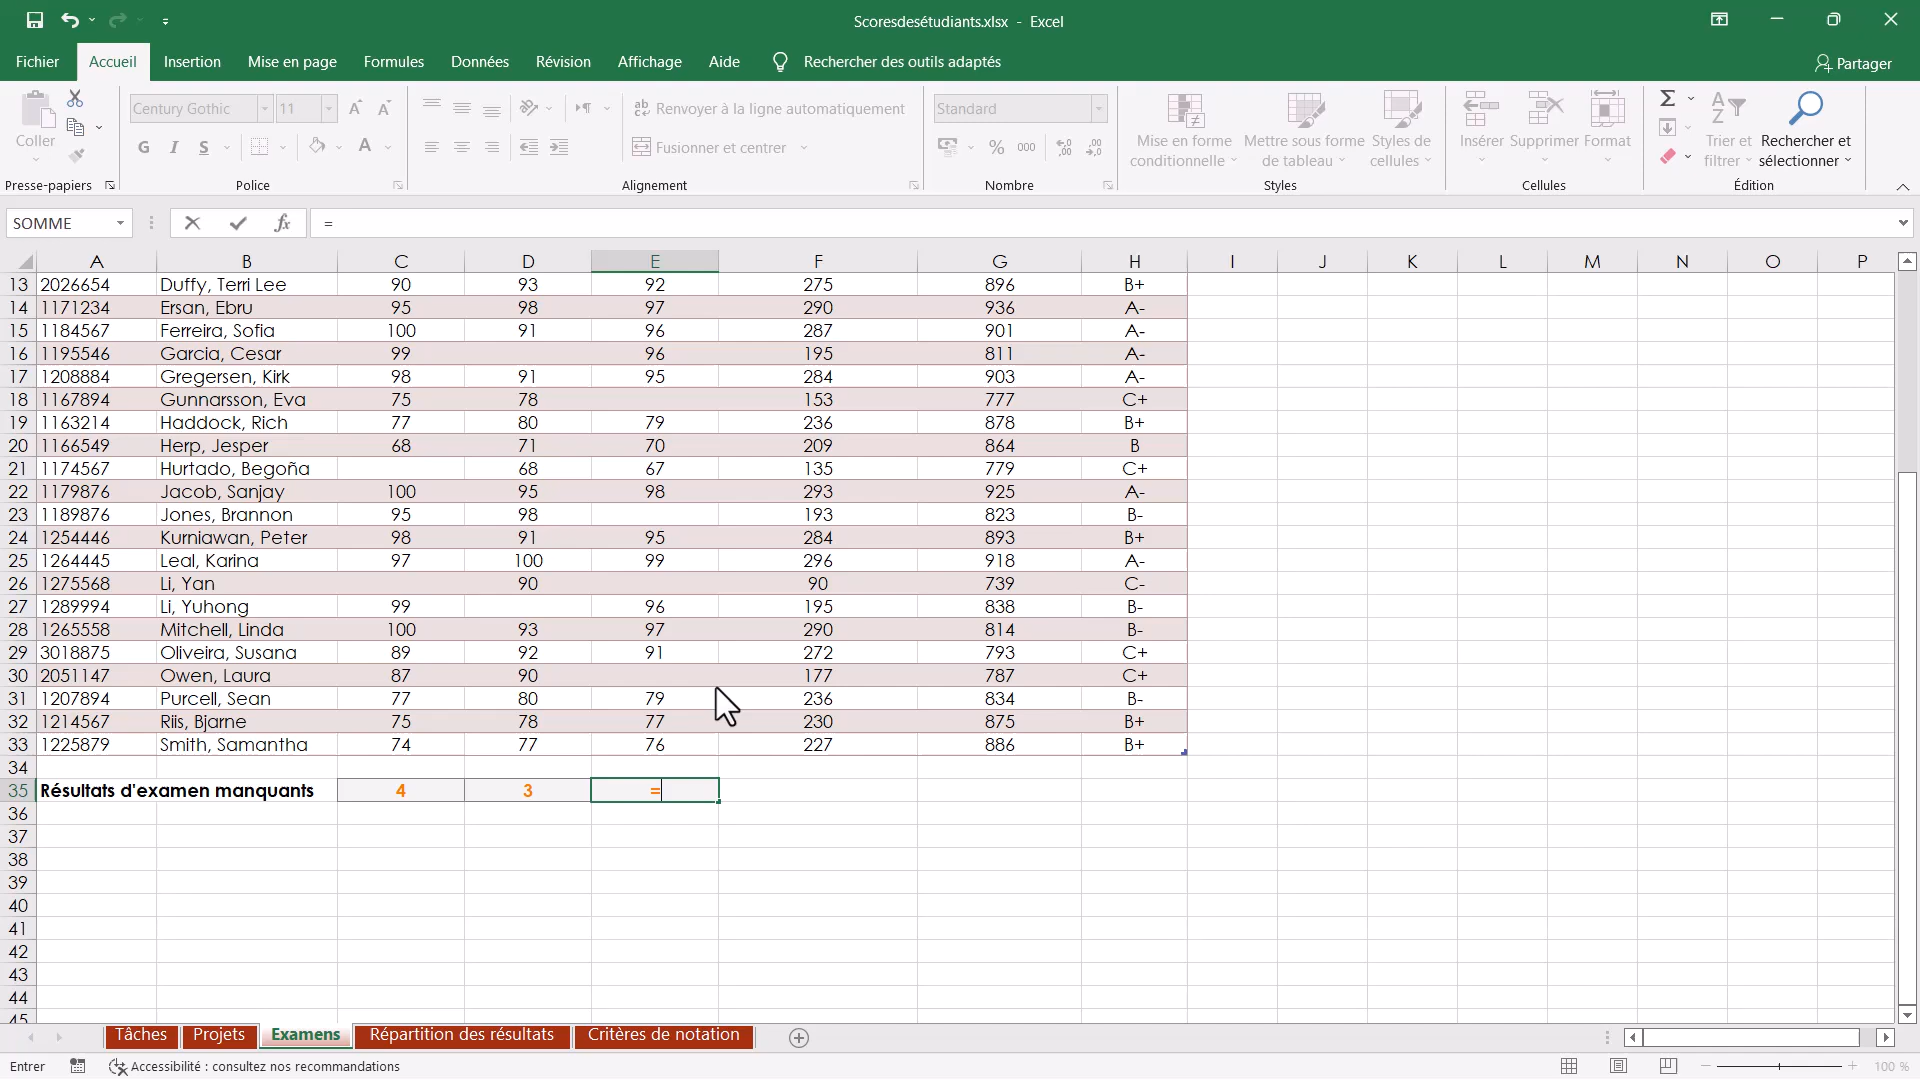 Scoresdesétudiants.xlsx - Excel
Fichier Accueil Insertion Mise en page Formules Données Révision Affichage Aide Rechercher des outils adaptés Partager
Coller
Century Gothic 11
Renvoyer à la ligne automatiquement
Standard
Mise en forme conditionnelle
Mettre sous forme de tableau
Styles de cellules
Insérer Supprimer Format
Trier et filtrer
Rechercher et sélectionner
G I S A
Fusionner et centrer
% 000
Presse-papiers Police Alignement Nombre Styles Cellules Édition
SOMME fx =
A B C D E F G H I J K L M N O P
13 2026654 Duffy, Terri Lee 90 93 92 275 896 B+
14 1171234 Ersan, Ebru 95 98 97 290 936 A-
15 1184567 Ferreira, Sofia 100 91 96 287 901 A-
16 1195546 Garcia, Cesar 99 96 195 811 A-
17 1208884 Gregersen, Kirk 98 91 95 284 903 A-
18 1167894 Gunnarsson, Eva 75 78 153 777 C+
19 1163214 Haddock, Rich 77 80 79 236 878 B+
20 1166549 Herp, Jesper 68 71 70 209 864 B
21 1174567 Hurtado, Begoña 68 67 135 779 C+
22 1179876 Jacob, Sanjay 100 95 98 293 925 A-
23 1189876 Jones, Brannon 95 98 193 823 B-
24 1254446 Kurniawan, Peter 98 91 95 284 893 B+
25 1264445 Leal, Karina 97 100 99 296 918 A-
26 1275568 Li, Yan 90 90 739 C-
27 1289994 Li, Yuhong 99 96 195 838 B-
28 1265558 Mitchell, Linda 100 93 97 290 814 B-
29 3018875 Oliveira, Susana 89 92 91 272 793 C+
30 2051147 Owen, Laura 87 90 177 787 C+
31 1207894 Purcell, Sean 77 80 79 236 834 B-
32 1214567 Riis, Bjarne 75 78 77 230 875 B+
33 1225879 Smith, Samantha 74 77 76 227 886 B+
34
35 Résultats d'examen manquants 4 3 =
36
37
38
39
40
41
42
43
44
45
Tâches Projets Examens Répartition des résultats Critères de notation
Entrer Accessibilité : consultez nos recommandations 100 %